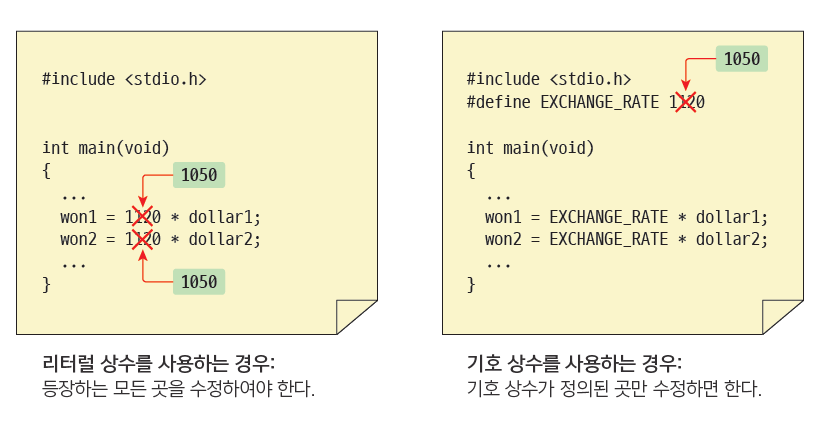 #include <stdio.h>
int main(void)
{
...
1050
won1 = 1120 * dollar1;
won2 = 1120 * dollar2;
...
1050
}
리터럴 상수를 사용하는 경우:
등장하는 모든 곳을 수정하여야 한다.
1050
#include <stdio.h>
#define EXCHANGE_RATE 1120
int main(void)
{
...
won1 = EXCHANGE_RATE * dollar1;
won2 = EXCHANGE_RATE * dollar2;
...
}
기호 상수를 사용하는 경우:
기호 상수가 정의된 곳만 수정하면 한다.